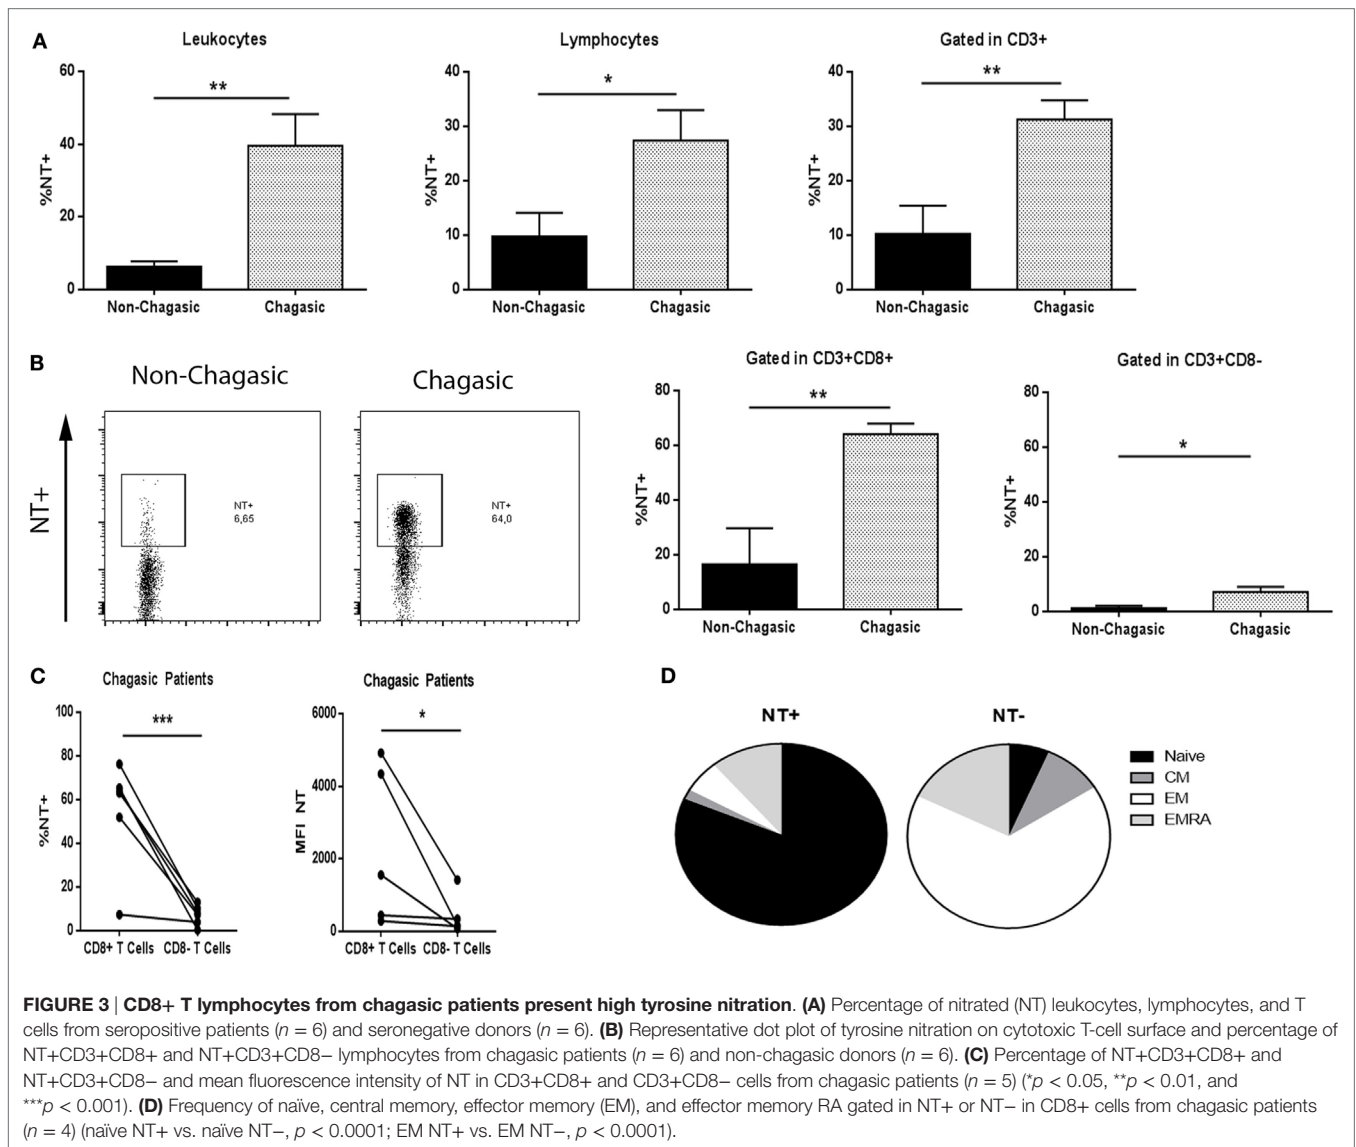 A
Leukocytes
60
40
20
0
%NT+
**
Non-Chagasic
Chagasic
Lymphocytes
40
30
20
10
0
%NT+
*
Non-Chagasic
Chagasic
Gated in CD3+
40
30
20
10
0
%NT+
**
Non-Chagasic
Chagasic
B
Non-Chagasic
Chagasic
NT+
NT+
6,65
NT+
64,0
Gated in CD3+CD8+
80
60
40
20
0
%NT+
**
Non-Chagasic
Chagasic
Gated in CD3+CD8-
80
60
40
20
0
%NT+
*
Non-Chagasic
Chagasic
C
Chagasic Patients
100
80
60
40
20
0
%NT+
***
CD8+ T Cells
CD8- T Cells
Chagasic Patients
6000
4000
2000
0
MFI NT
*
CD8+ T Cells
CD8- T Cells
D
NT+
NT-
Naive
CM
EM
EMRA
FIGURE 3 | CD8+ T lymphocytes from chagasic patients present high tyrosine nitration. (A) Percentage of nitrated (NT) leukocytes, lymphocytes, and T
cells from seropositive patients (n = 6) and seronegative donors (n = 6). (B) Representative dot plot of tyrosine nitration on cytotoxic T-cell surface and percentage of
NT+CD3+CD8+ and NT+CD3+CD8− lymphocytes from chagasic patients (n = 6) and non-chagasic donors (n = 6). (C) Percentage of NT+CD3+CD8+ and
NT+CD3+CD8− and mean fluorescence intensity of NT in CD3+CD8+ and CD3+CD8− cells from chagasic patients (n = 5) (*p < 0.05, **p < 0.01, and
***p < 0.001). (D) Frequency of naïve, central memory, effector memory (EM), and effector memory RA gated in NT+ or NT− in CD8+ cells from chagasic patients
(n = 4) (naïve NT+ vs. naïve NT−, p < 0.0001; EM NT+ vs. EM NT−, p < 0.0001).